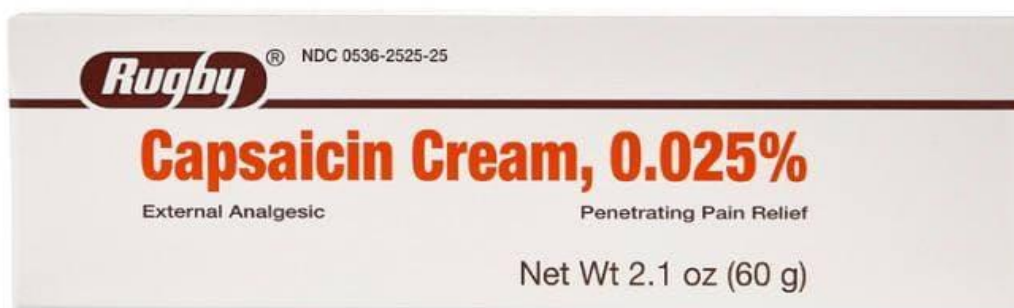 Rugby® NDC 0536-2525-25
Capsaicin Cream, 0.025%
External Analgesic Penetrating Pain Relief
Net Wt 2.1 oz (60 g)